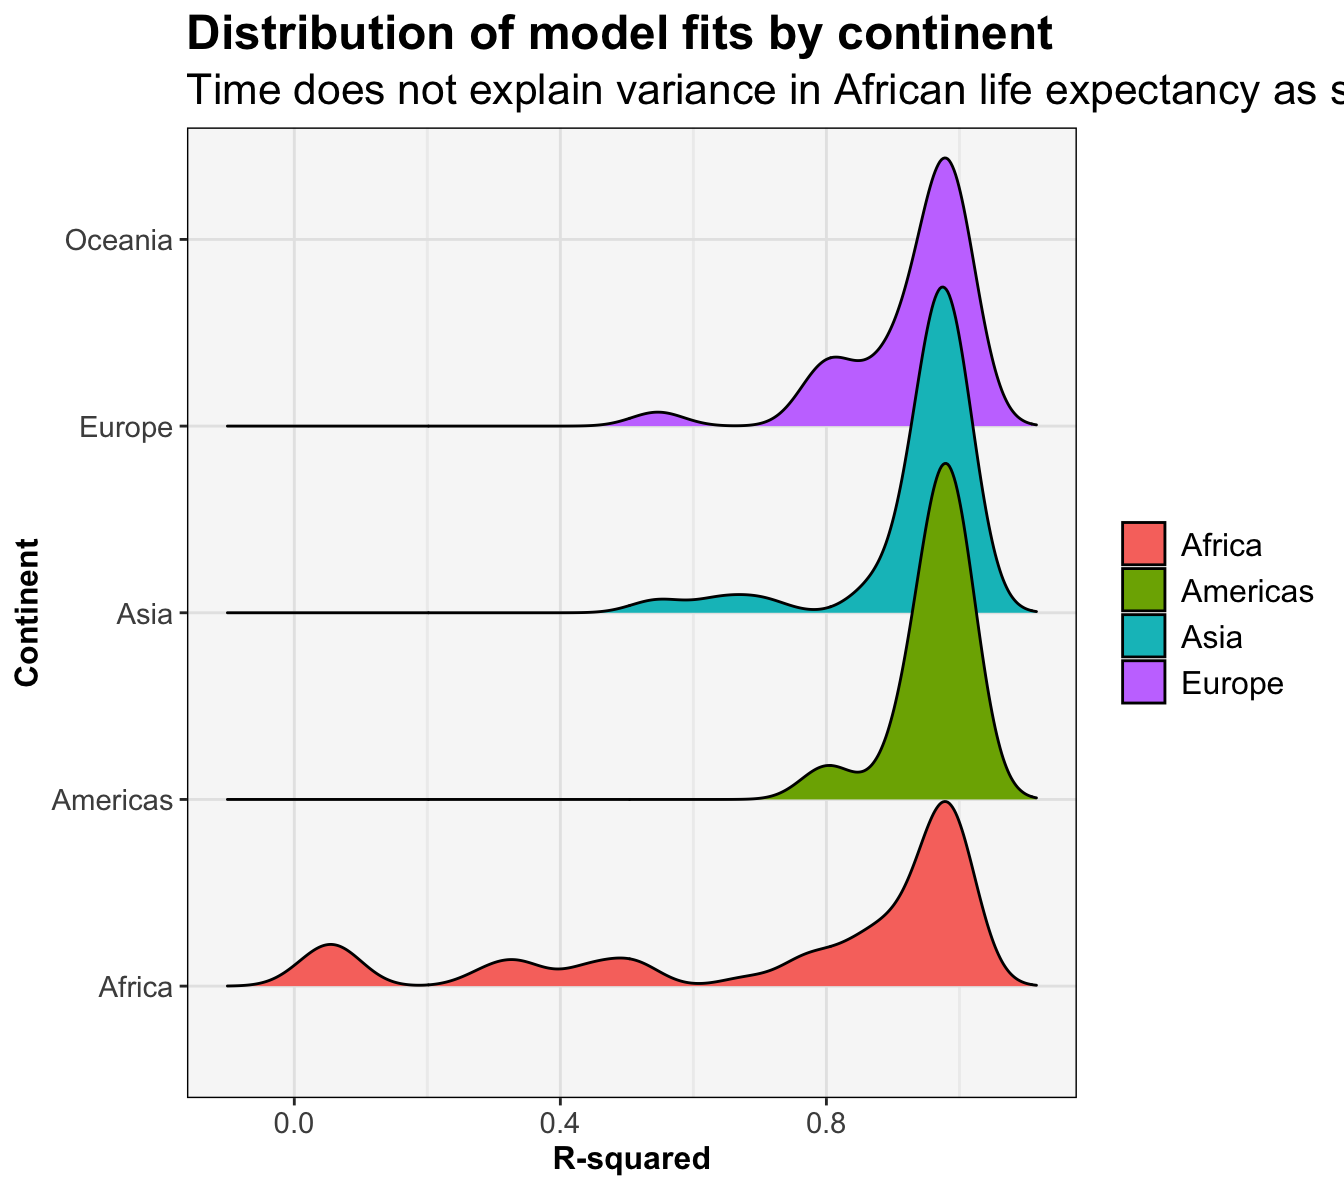 Distribution of model fits by continent
Time does not explain variance in African life expectancy as
Oceania
Europe
Asia
Americas
Africa
Continent
0.0 0.4 0.8
R-squared
Africa
Americas
Asia
Europe